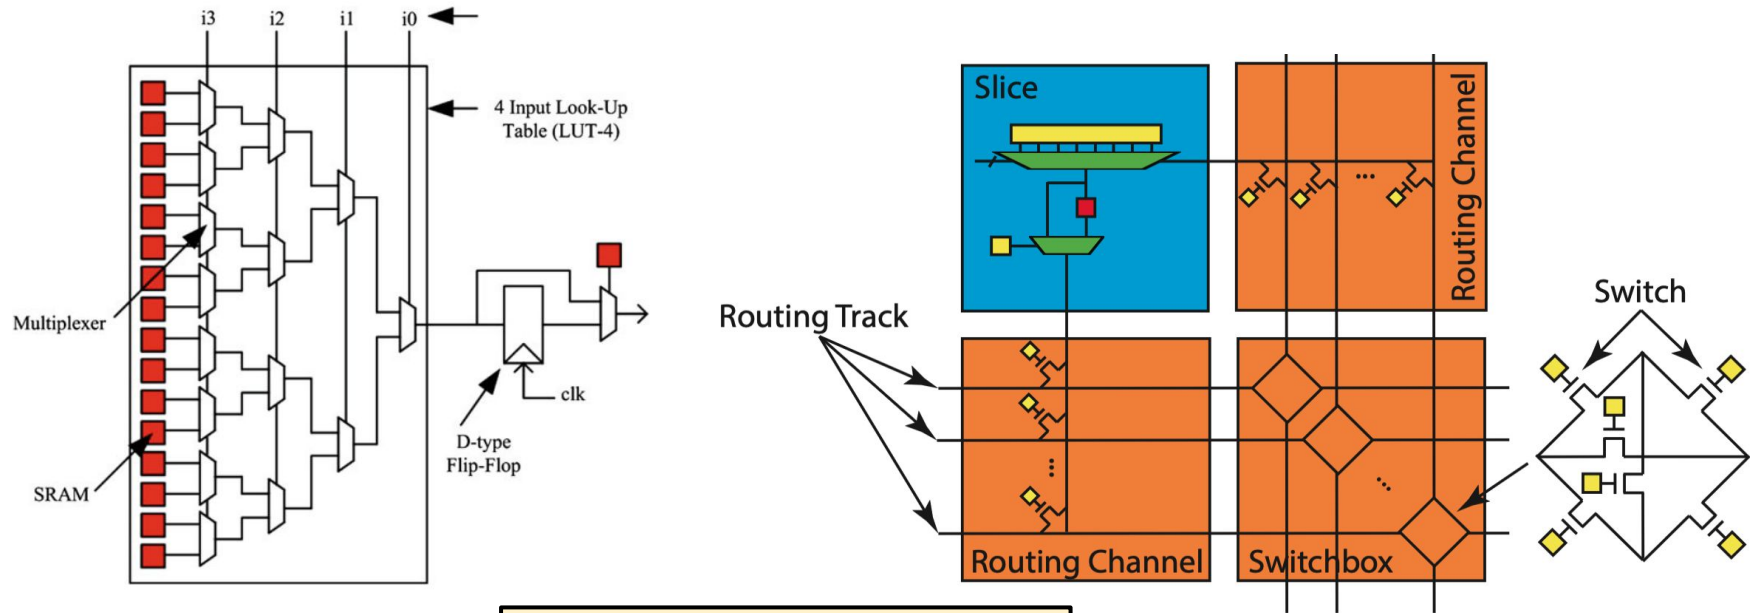 i3 i2 i1 i0
4 Input Look-Up
Table (LUT-4)
Multiplexer
SRAM
D-type
Flip-Flop
clk
Slice
Routing Channel
Routing Track
Switch
Routing Channel
Switchbox